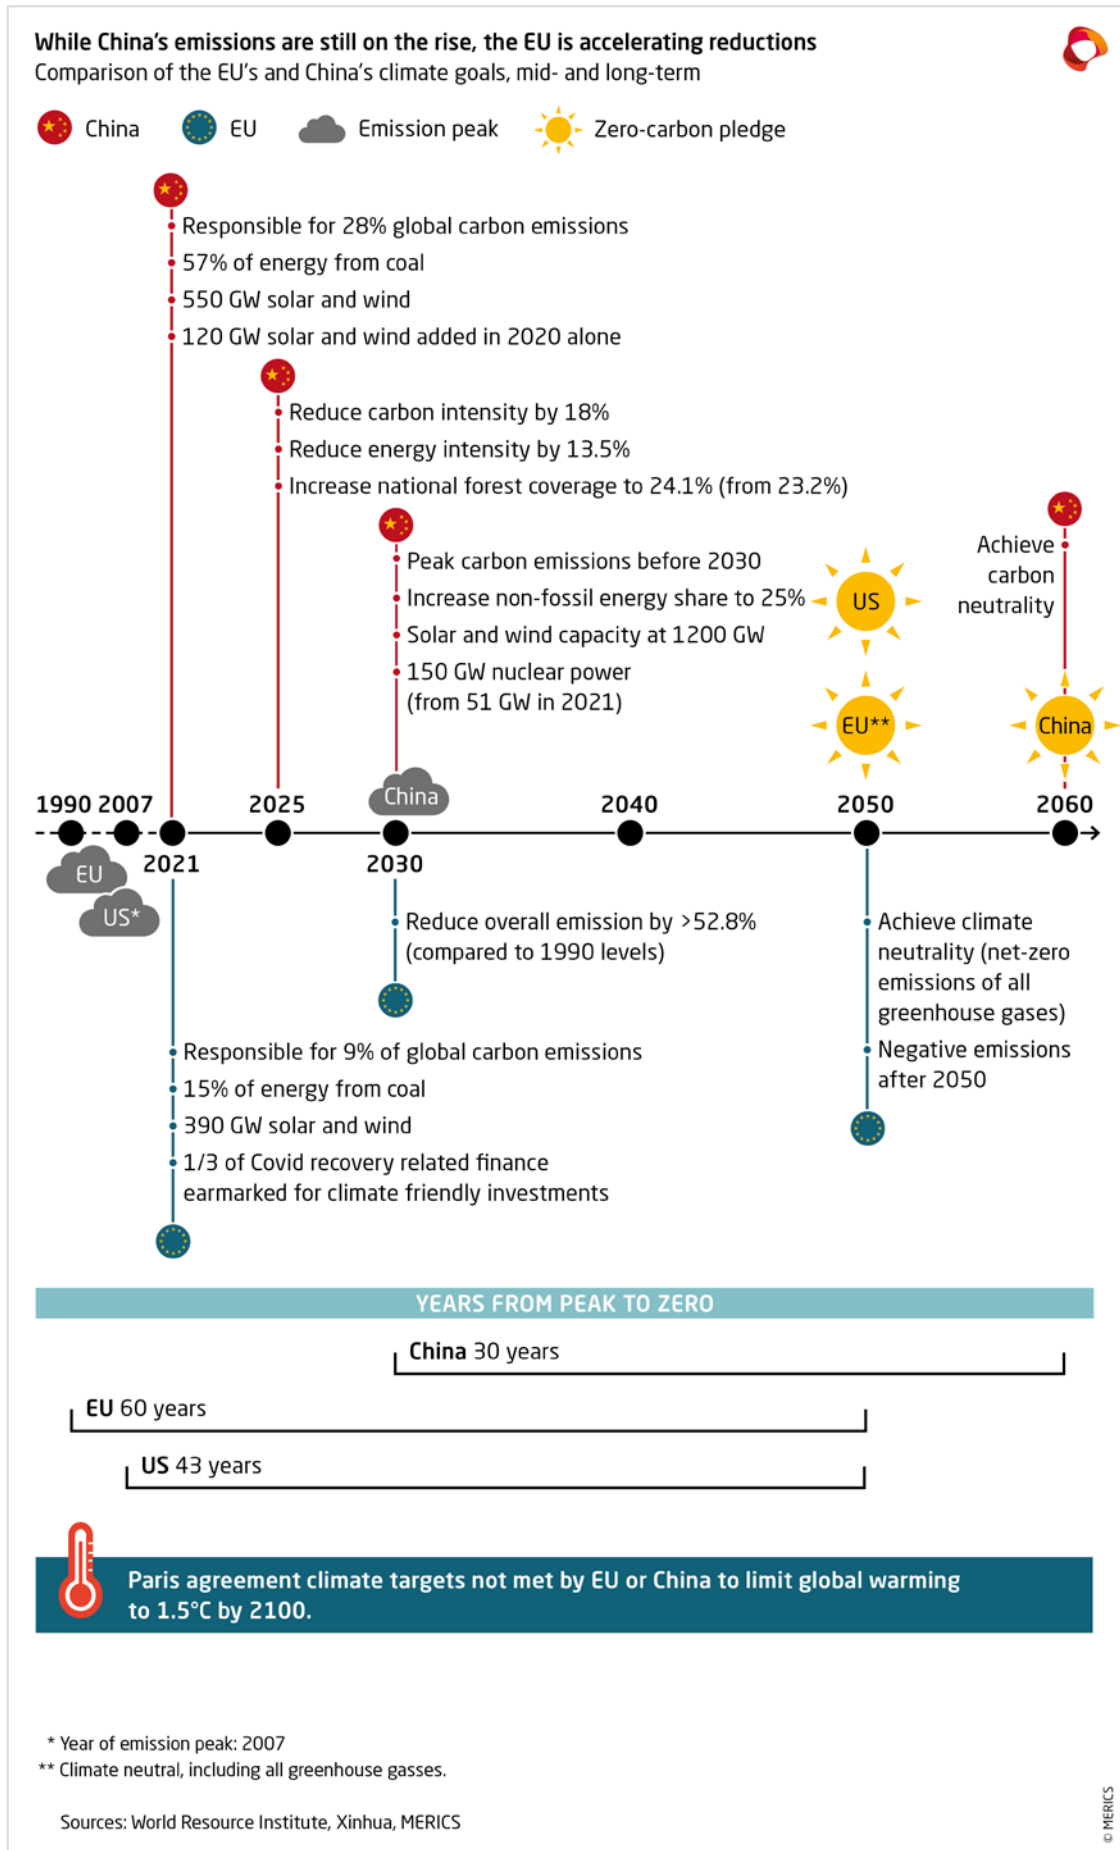 While China's emissions are still on the rise, the EU is accelerating reductions
Comparison of the EU's and China's climate goals, mid- and long-term
China
EU
Emission peak
Zero-carbon pledge
Responsible for 28% global carbon emissions
57% of energy from coal
550 GW solar and wind
120 GW solar and wind added in 2020 alone
Reduce carbon intensity by 18%
Reduce energy intensity by 13.5%
Increase national forest coverage to 24.1% (from 23.2%)
Peak carbon emissions before 2030
Increase non-fossil energy share to 25%
Solar and wind capacity at 1200 GW
150 GW nuclear power
(from 51 GW in 2021)
US
EU**
Achieve
carbon
neutrality
China
China
1990
2007
2025
2040
2050
2060
2021
2030
EU
US*
Reduce overall emission by >52.8%
(compared to 1990 levels)
Achieve climate
neutrality (net-zero
emissions of all
greenhouse gases)
Negative emissions
after 2050
Responsible for 9% of global carbon emissions
15% of energy from coal
390 GW solar and wind
1/3 of Covid recovery related finance
earmarked for climate friendly investments
YEARS FROM PEAK TO ZERO
China 30 years
EU 60 years
US 43 years
Paris agreement climate targets not met by EU or China to limit global warming
to 1.5°C by 2100.
* Year of emission peak: 2007
** Climate neutral, including all greenhouse gasses.
Sources: World Resource Institute, Xinhua, MERICS
© MERICS